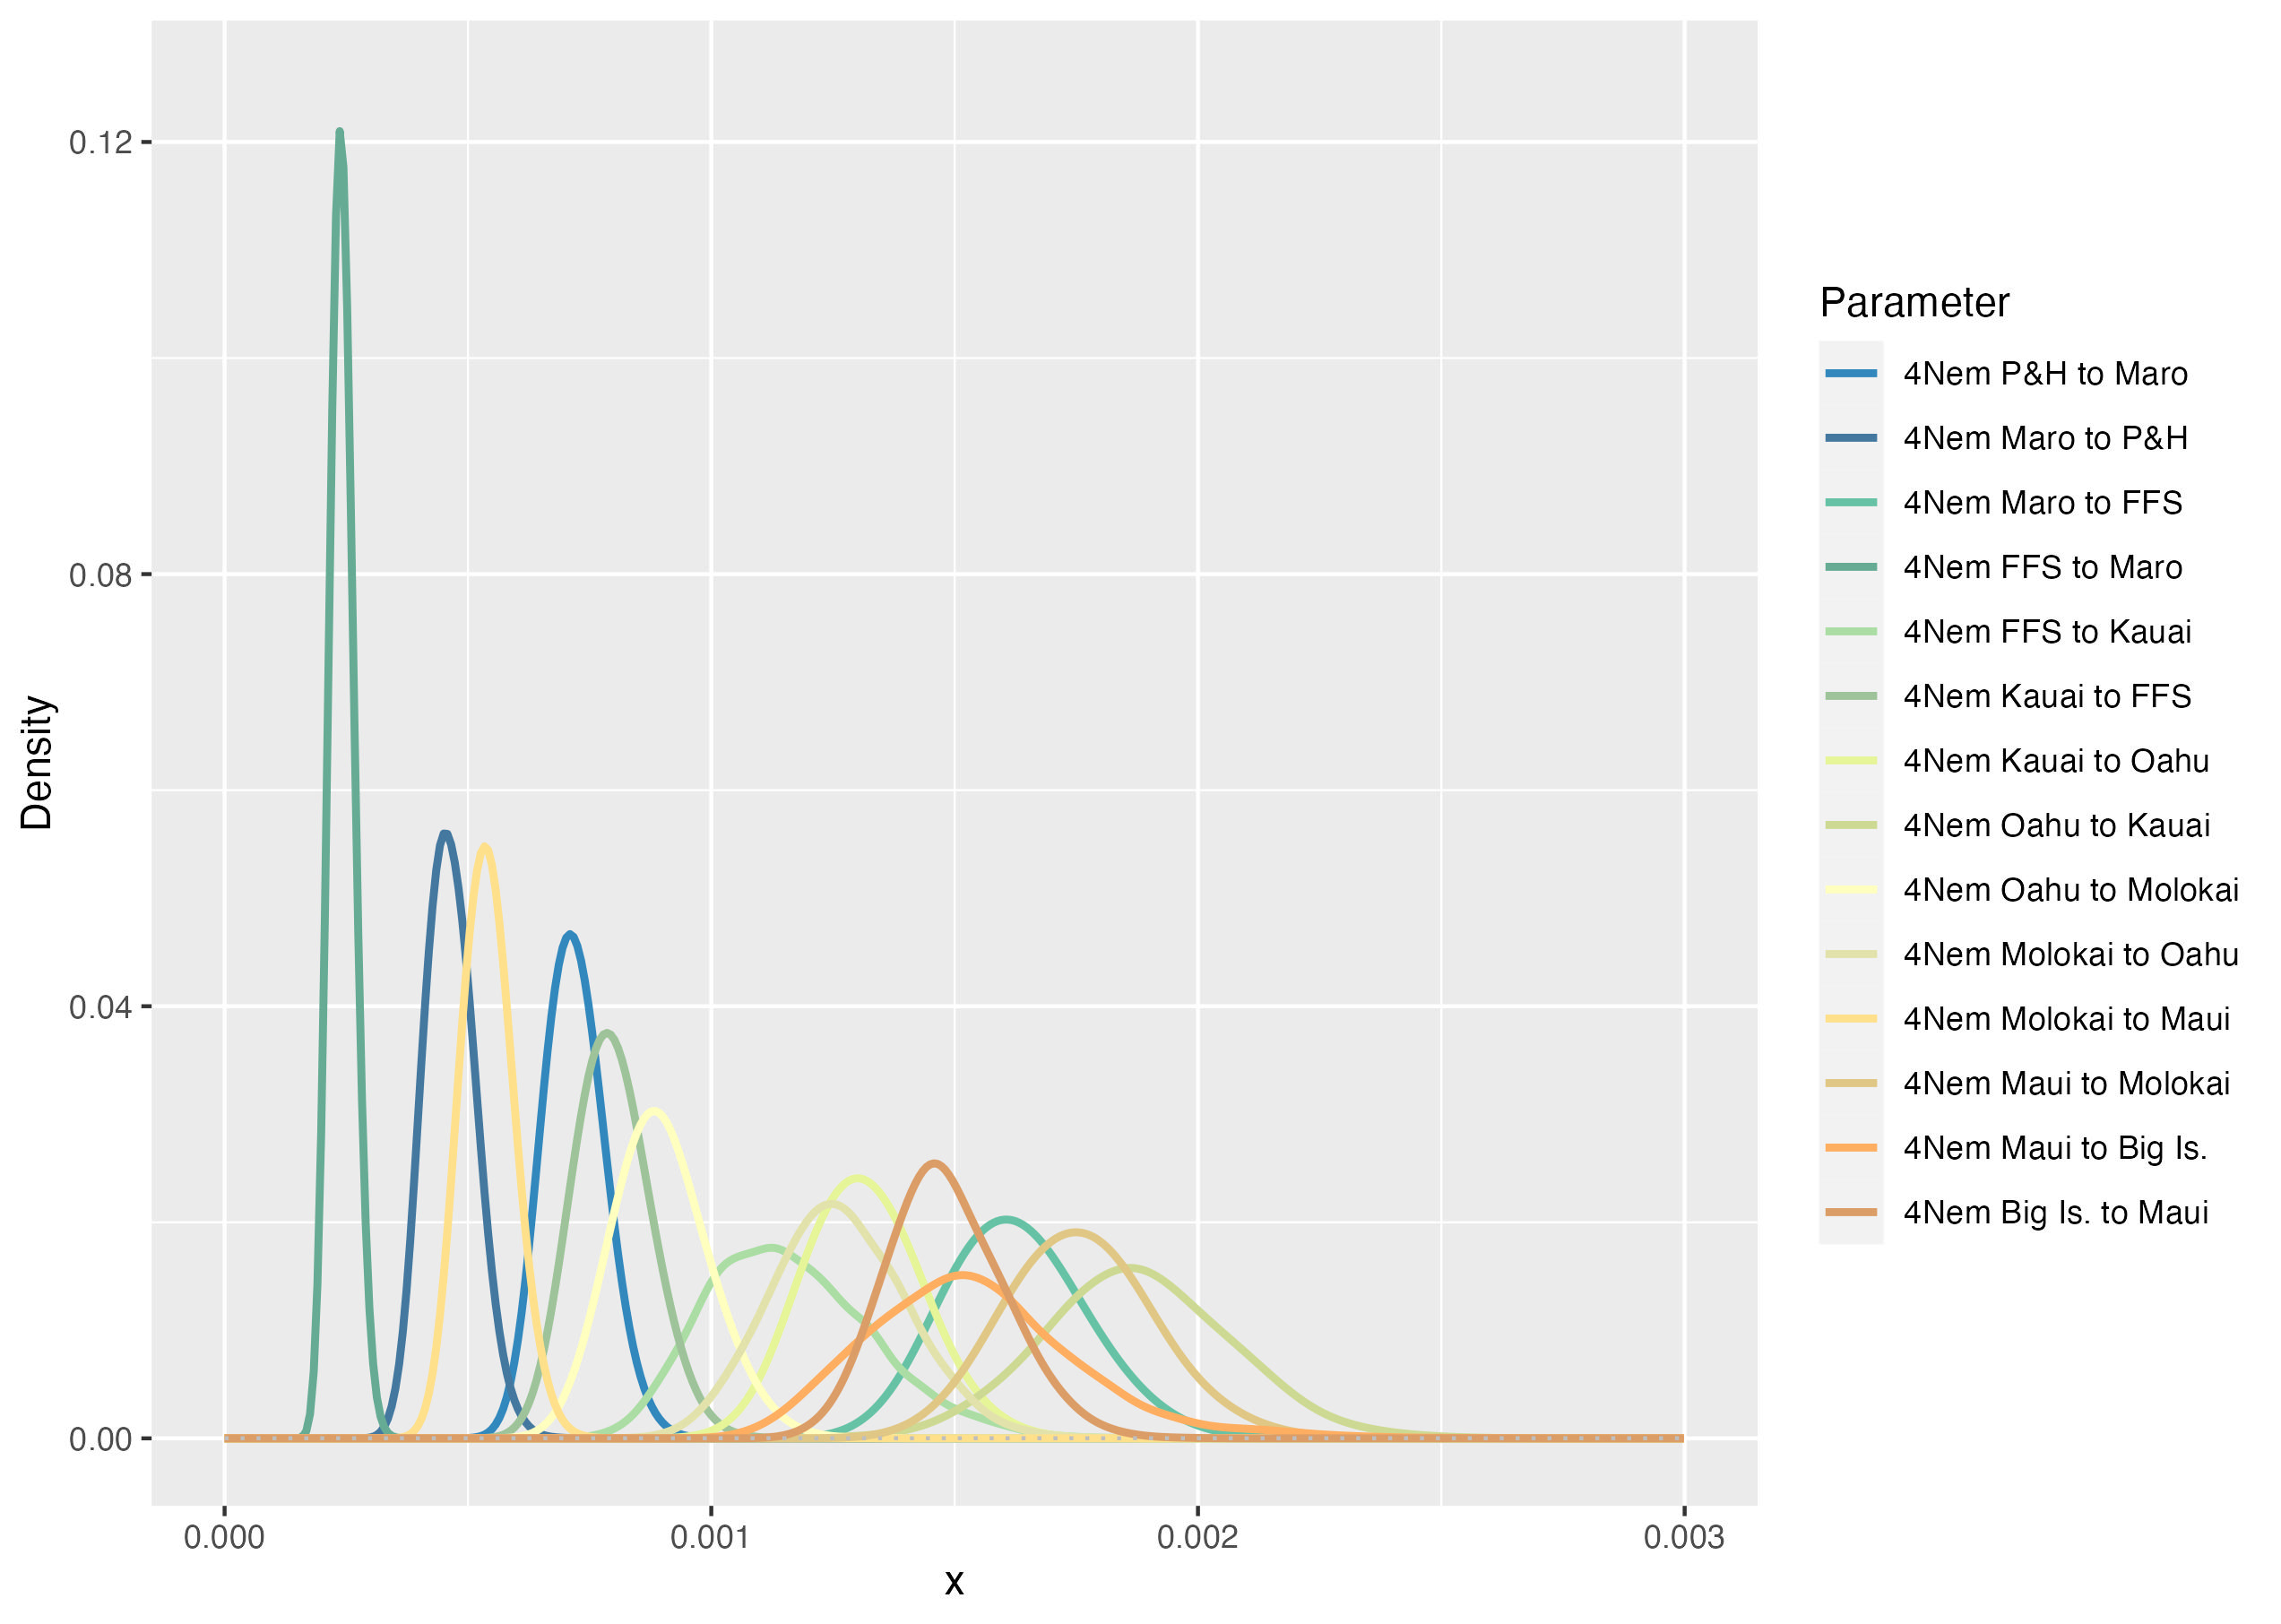 0.12
0.08
0.04
0.00
Density
0.000
0.001
0.002
0.003
x
Parameter
4Nem P&H to Maro
4Nem Maro to P&H
4Nem Maro to FFS
4Nem FFS to Maro
4Nem FFS to Kauai
4Nem Kauai to FFS
4Nem Kauai to Oahu
4Nem Oahu to Kauai
4Nem Oahu to Molokai
4Nem Molokai to Oahu
4Nem Molokai to Maui
4Nem Maui to Molokai
4Nem Maui to Big Is.
4Nem Big Is. to Maui